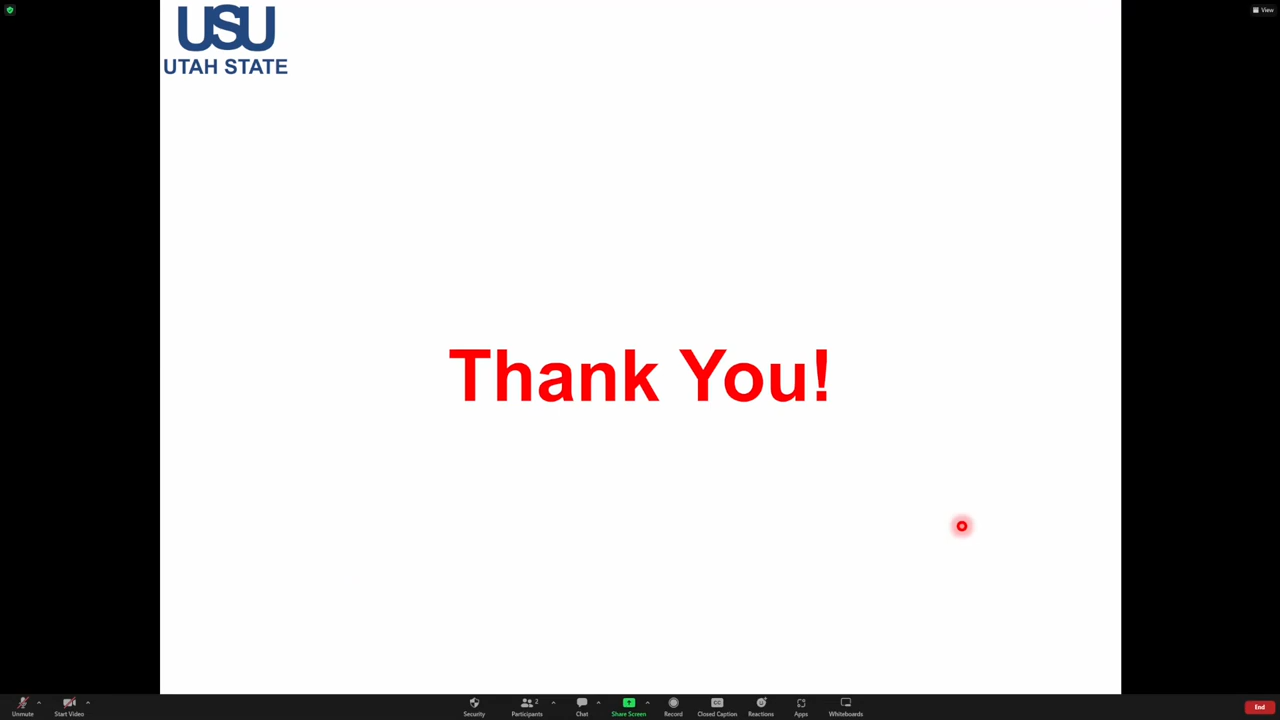 USU
UTAH STATE
View
Thank You!
Unmute
Start Video
Security
2
Participants
Chat
Share Screen
Record
CC
Closed Caption
Reactions
Apps
Whiteboards
End